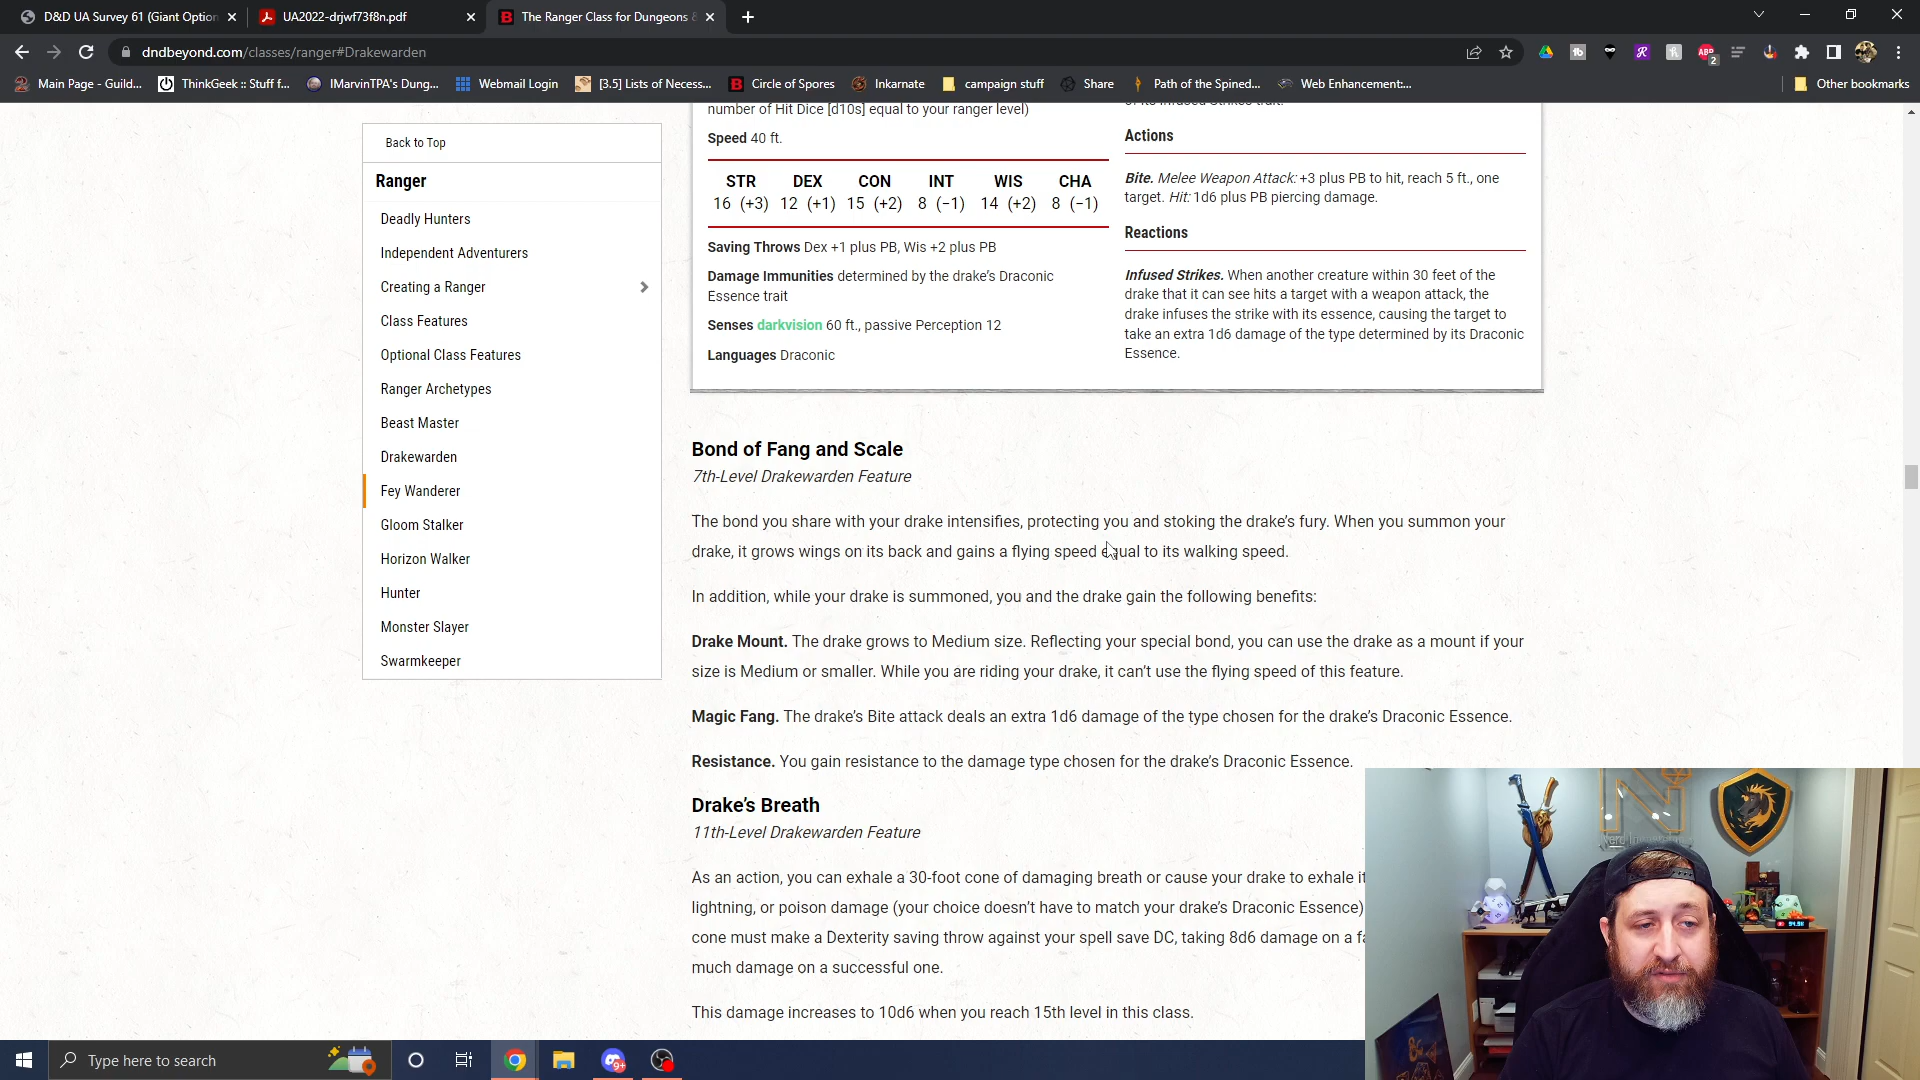 D&D UA Survey 61 (Giant Option
UA2022-drjwf73f8n.pdf
The Ranger Class for Dungeons &
dndbeyond.com/classes/ranger#Drakewarden
Main Page - Guild...
ThinkGeek :: Stuff f...
IMarvinTPA's Dung...
Webmail Login
[3.5] Lists of Necess...
Circle of Spores
Inkarnate
campaign stuff
Share
Path of the Spined...
Web Enhancement:...
Other bookmarks
ABP
2
Back to Top
Ranger
Deadly Hunters
Independent Adventurers
Creating a Ranger
Class Features
Optional Class Features
Ranger Archetypes
Beast Master
Drakewarden
Fey Wanderer
Gloom Stalker
Horizon Walker
Hunter
Monster Slayer
Swarmkeeper
number of Hit Dice [d10s] equal to your ranger level)
Speed 40 ft.
STR DEX CON INT WIS CHA
16 (+3) 12 (+1) 15 (+2) 8 (−1) 14 (+2) 8 (−1)
Saving Throws Dex +1 plus PB, Wis +2 plus PB
Damage Immunities determined by the drake's Draconic
Essence trait
Senses darkvision 60 ft., passive Perception 12
Languages Draconic
of its Infused Strikes trait.
Actions
Bite. Melee Weapon Attack: +3 plus PB to hit, reach 5 ft., one
target. Hit: 1d6 plus PB piercing damage.
Reactions
Infused Strikes. When another creature within 30 feet of the
drake that it can see hits a target with a weapon attack, the
drake infuses the strike with its essence, causing the target to
take an extra 1d6 damage of the type determined by its Draconic
Essence.
Bond of Fang and Scale
7th-Level Drakewarden Feature
The bond you share with your drake intensifies, protecting you and stoking the drake's fury. When you summon your
drake, it grows wings on its back and gains a flying speed equal to its walking speed.
In addition, while your drake is summoned, you and the drake gain the following benefits:
Drake Mount. The drake grows to Medium size. Reflecting your special bond, you can use the drake as a mount if your
size is Medium or smaller. While you are riding your drake, it can't use the flying speed of this feature.
Magic Fang. The drake's Bite attack deals an extra 1d6 damage of the type chosen for the drake's Draconic Essence.
Resistance. You gain resistance to the damage type chosen for the drake's Draconic Essence.
Drake's Breath
11th-Level Drakewarden Feature
As an action, you can exhale a 30-foot cone of damaging breath or cause your drake to exhale it
lightning, or poison damage (your choice doesn't have to match your drake's Draconic Essence)
cone must make a Dexterity saving throw against your spell save DC, taking 8d6 damage on a fa
much damage on a successful one.
This damage increases to 10d6 when you reach 15th level in this class.
Type here to search
9+